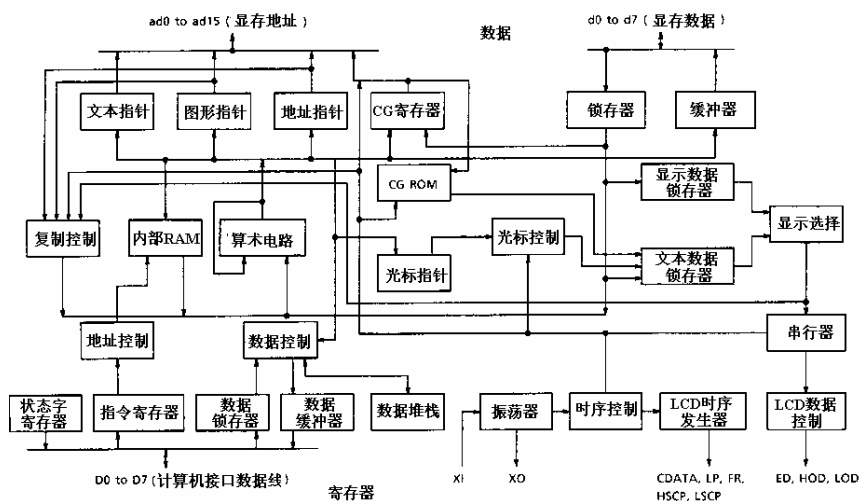 ad0 to ad15 (显存地址)
数据
d0 to d7 (显存数据)
文本指针
图形指针
地址指针
CG寄存器
锁存器
缓冲器
CG ROM
显示数据
锁存器
复制控制
内部RAM
算术电路
光标指针
光标控制
文本数据
锁存器
显示选择
地址控制
数据控制
串行器
状态字
寄存器
指令寄存器
数据
锁存器
数据
缓冲器
数据堆栈
振荡器
时序控制
LCD时序
发生器
LCD数据
控制
D0 to D7 (计算机接口数据线)
寄存器
XI
XO
CDATA, LP, FR,
HSCP, LSCP
ED, HOD, LOD